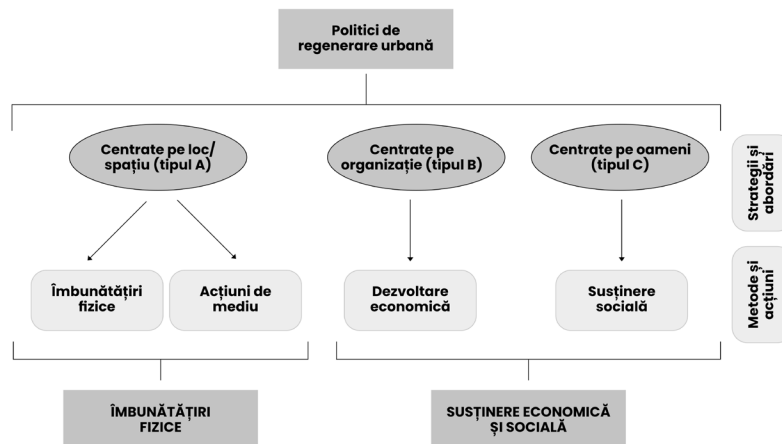 Politici de
regenerare urbană
Centrate pe loc/
spațiu (tipul A)
Centrate pe
organizație (tipul B)
Centrate pe oameni
(tipul C)
Strategii și
abordări
Îmbunătățiri
fizice
Acțiuni de
mediu
Dezvoltare
economică
Susținere
socială
Metode și
acțiuni
ÎMBUNĂTĂȚIRI
FIZICE
SUSȚINERE ECONOMICĂ
ȘI SOCIALĂ